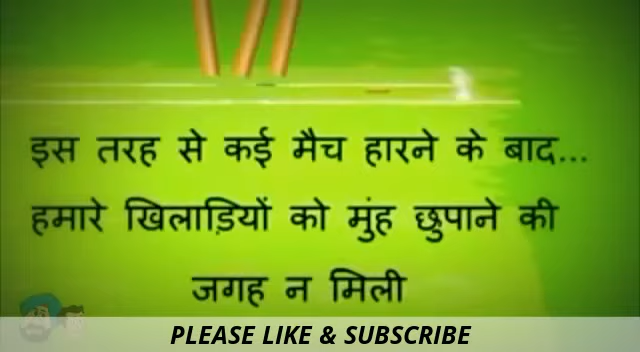 इस तरह से कई मैच हारने के बाद...
हमारे खिलाड़ियों को मुंह छुपाने की
जगह न मिली
PLEASE LIKE & SUBSCRIBE